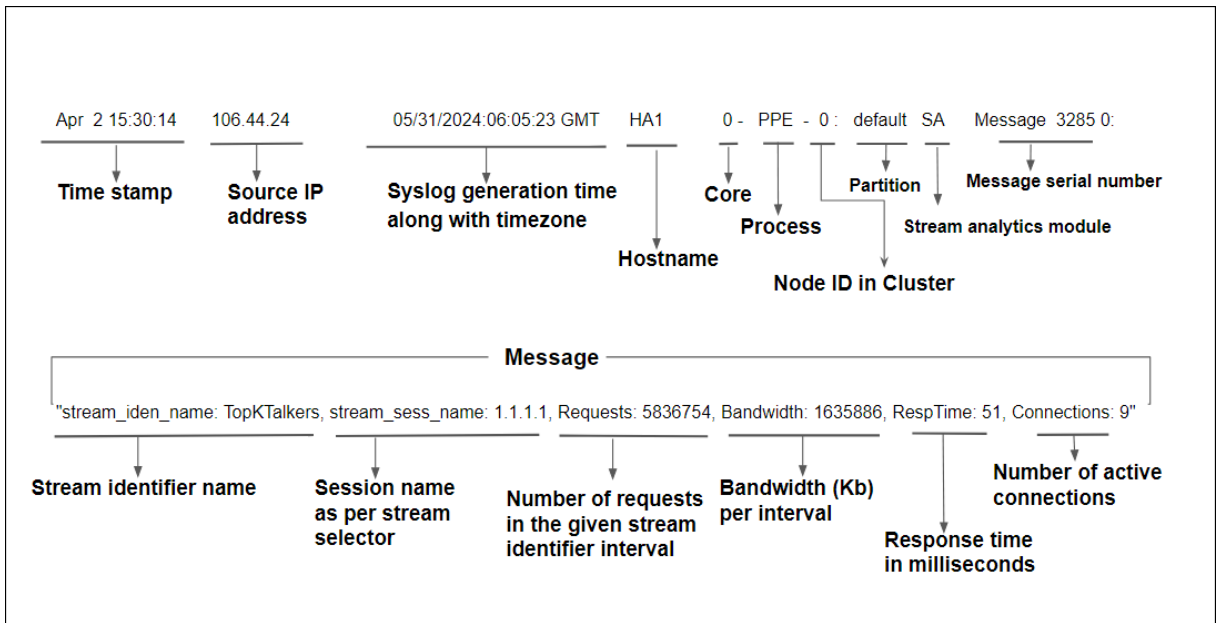 Apr 2 15:30:14 106.44.24 05/31/2024:06:05:23 GMT HA1 0 - PPE - 0 : default SA Message 3285 0:
Time stamp
Source IP
address
Syslog generation time
along with timezone
Hostname
Core
Process
Node ID in Cluster
Partition
Stream analytics module
Message serial number
Message
"stream_iden_name: TopKTalkers, stream_sess_name: 1.1.1.1, Requests: 5836754, Bandwidth: 1635886, RespTime: 51, Connections: 9"
Stream identifier name
Session name
as per stream
selector
Number of requests
in the given stream
identifier interval
Bandwidth (Kb)
per interval
Response time
in milliseconds
Number of active
connections